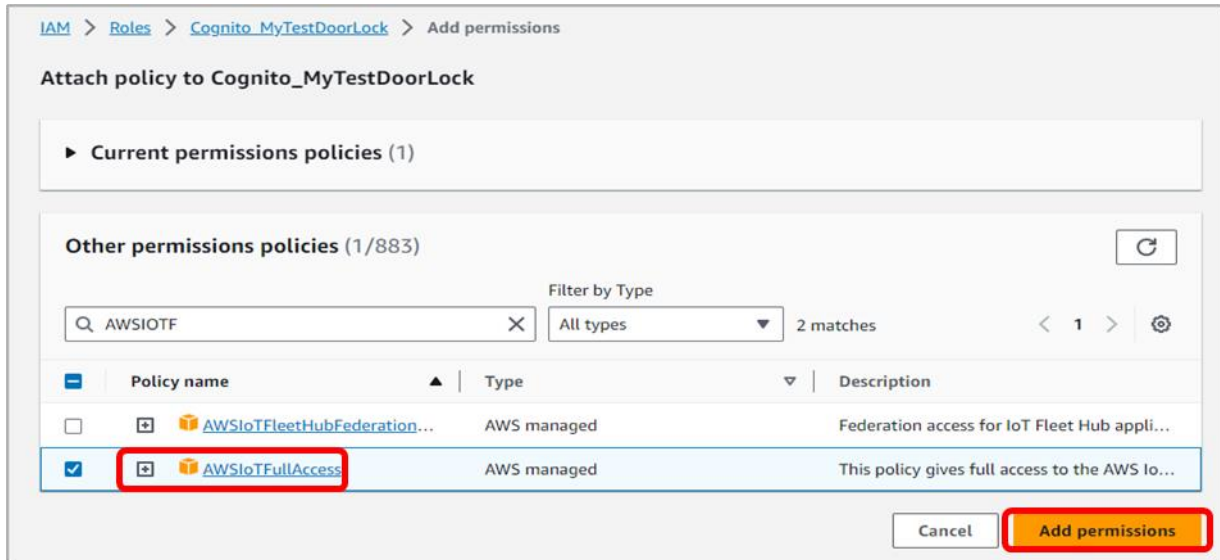 IAM > Roles > Cognito_MyTestDoorLock > Add permissions
Attach policy to Cognito_MyTestDoorLock
Current permissions policies (1)
Other permissions policies (1/883)
Filter by Type
AWSIOTF All types 2 matches < 1 >
Policy name Type Description
AWSIoTFleetHubFederation... AWS managed Federation access for IoT Fleet Hub appli...
AWSIoTFullAccess AWS managed This policy gives full access to the AWS Io...
Cancel Add permissions